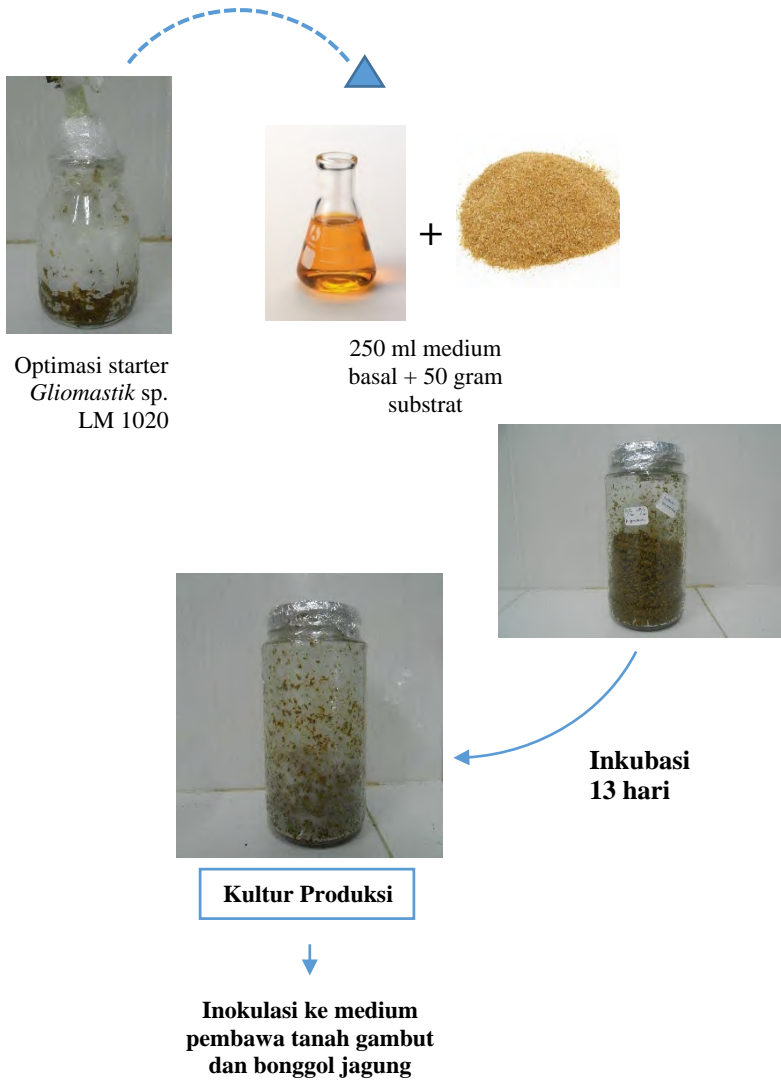 Optimasi starter
Gliomastik sp.
LM 1020
+
250 ml medium
basal + 50 gram
substrat
Inkubasi
13 hari
Kultur Produksi
Inokulasi ke medium
pembawa tanah gambut
dan bonggol jagung